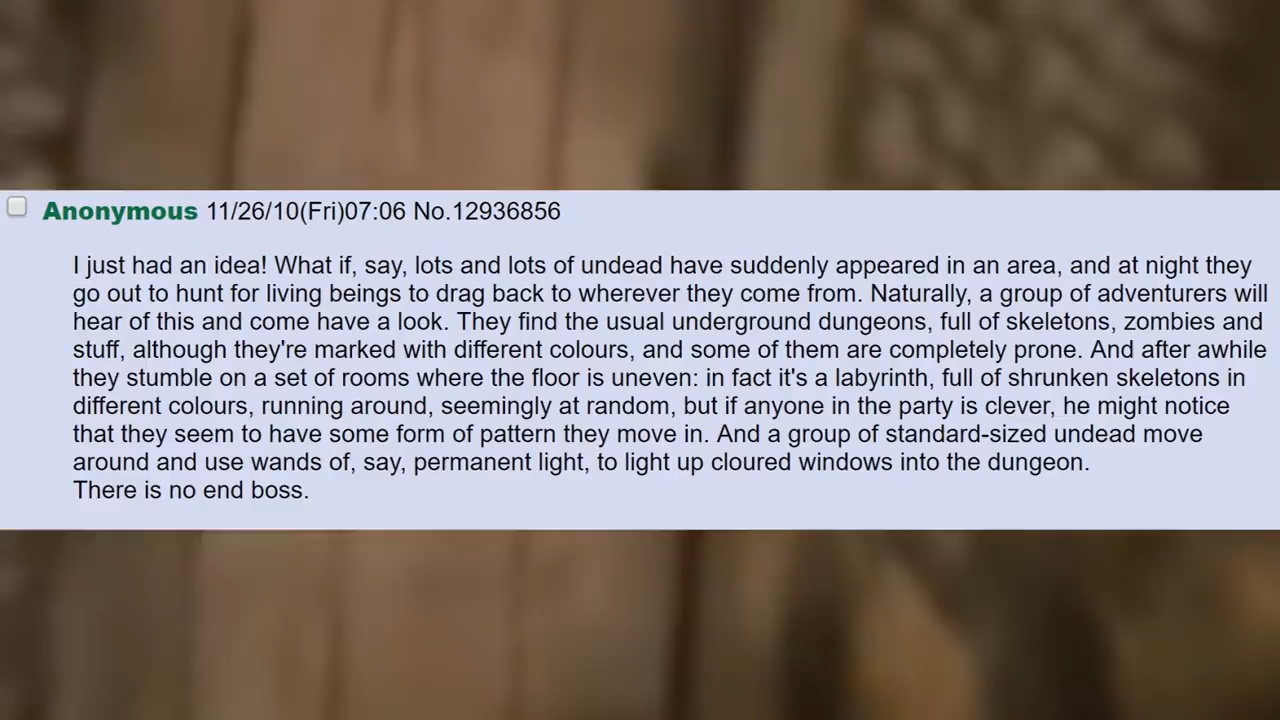 Anonymous 11/26/10(Fri)07:06 No.12936856
I just had an idea! What if, say, lots and lots of undead have suddenly appeared in an area, and at night they
go out to hunt for living beings to drag back to wherever they come from. Naturally, a group of adventurers will
hear of this and come have a look. They find the usual underground dungeons, full of skeletons, zombies and
stuff, although they're marked with different colours, and some of them are completely prone. And after awhile
they stumble on a set of rooms where the floor is uneven: in fact it's a labyrinth, full of shrunken skeletons in
different colours, running around, seemingly at random, but if anyone in the party is clever, he might notice
that they seem to have some form of pattern they move in. And a group of standard-sized undead move
around and use wands of, say, permanent light, to light up cloured windows into the dungeon.
There is no end boss.